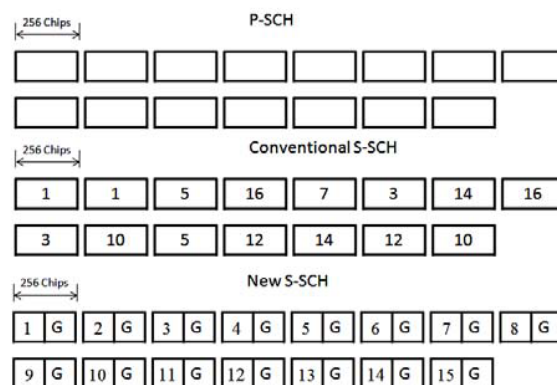 P-SCH
256 Chips
Conventional S-SCH
256 Chips
1 1 5 16 7 3 14 16
3 10 5 12 14 12 10
New S-SCH
256 Chips
1 G 2 G 3 G 4 G 5 G 6 G 7 G 8 G
9 G 10 G 11 G 12 G 13 G 14 G 15 G